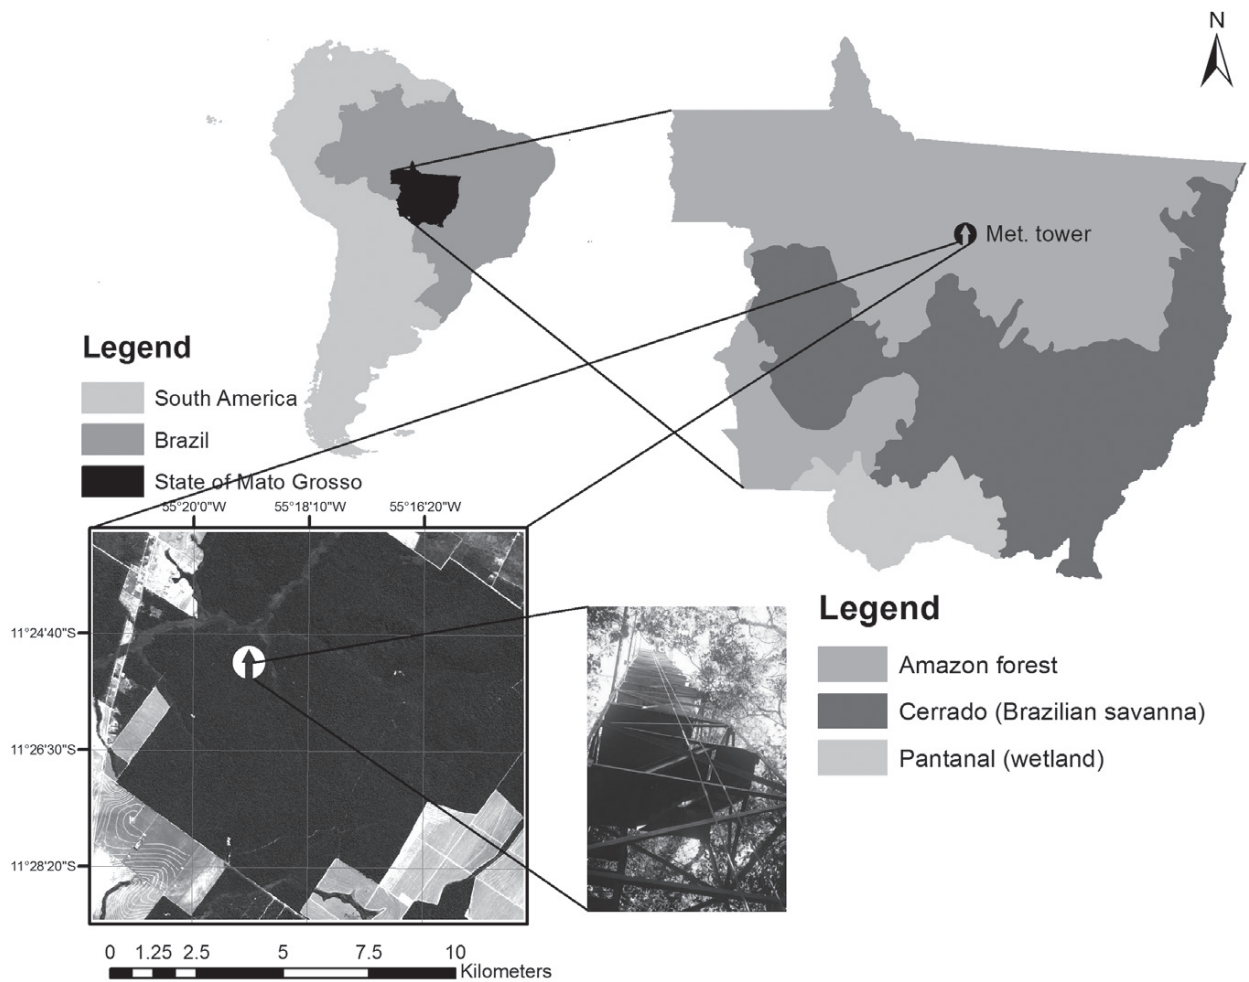 N
Met. tower
Legend
South America
Brazil
State of Mato Grosso
55°20'0"W
55°18'10"W
55°16'20"W
11°24'40"S
11°26'30"S
11°28'20"S
0 1.25 2.5 5 7.5 10
Kilometers
Legend
Amazon forest
Cerrado (Brazilian savanna)
Pantanal (wetland)